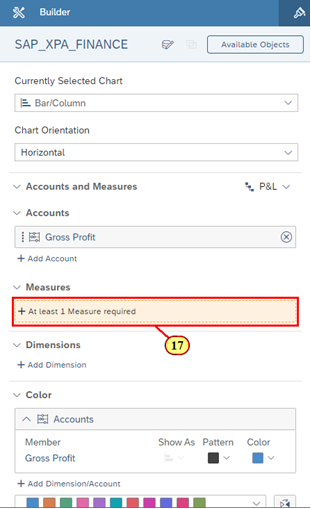 Builder
SAP_XPA_FINANCE
Available Objects
Currently Selected Chart
Bar/Column
Chart Orientation
Horizontal
Accounts and Measures P&L
Accounts
Gross Profit
+ Add Account
Measures
+ At least 1 Measure required
17
Dimensions
+ Add Dimension
Color
Accounts
Member Show As Pattern Color
Gross Profit
+ Add Dimension/Account